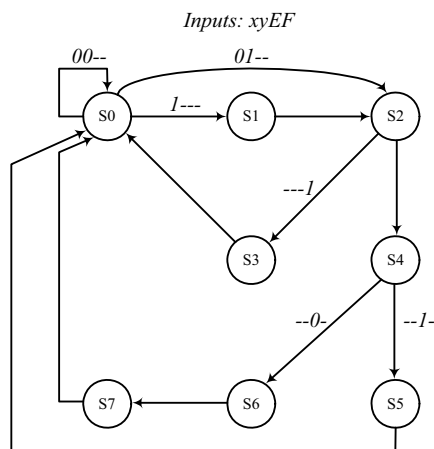 Inputs: xyEF
00--
01--
S0
1---
S1
S2
---1
S3
S4
--0-
--1-
S7
S6
S5